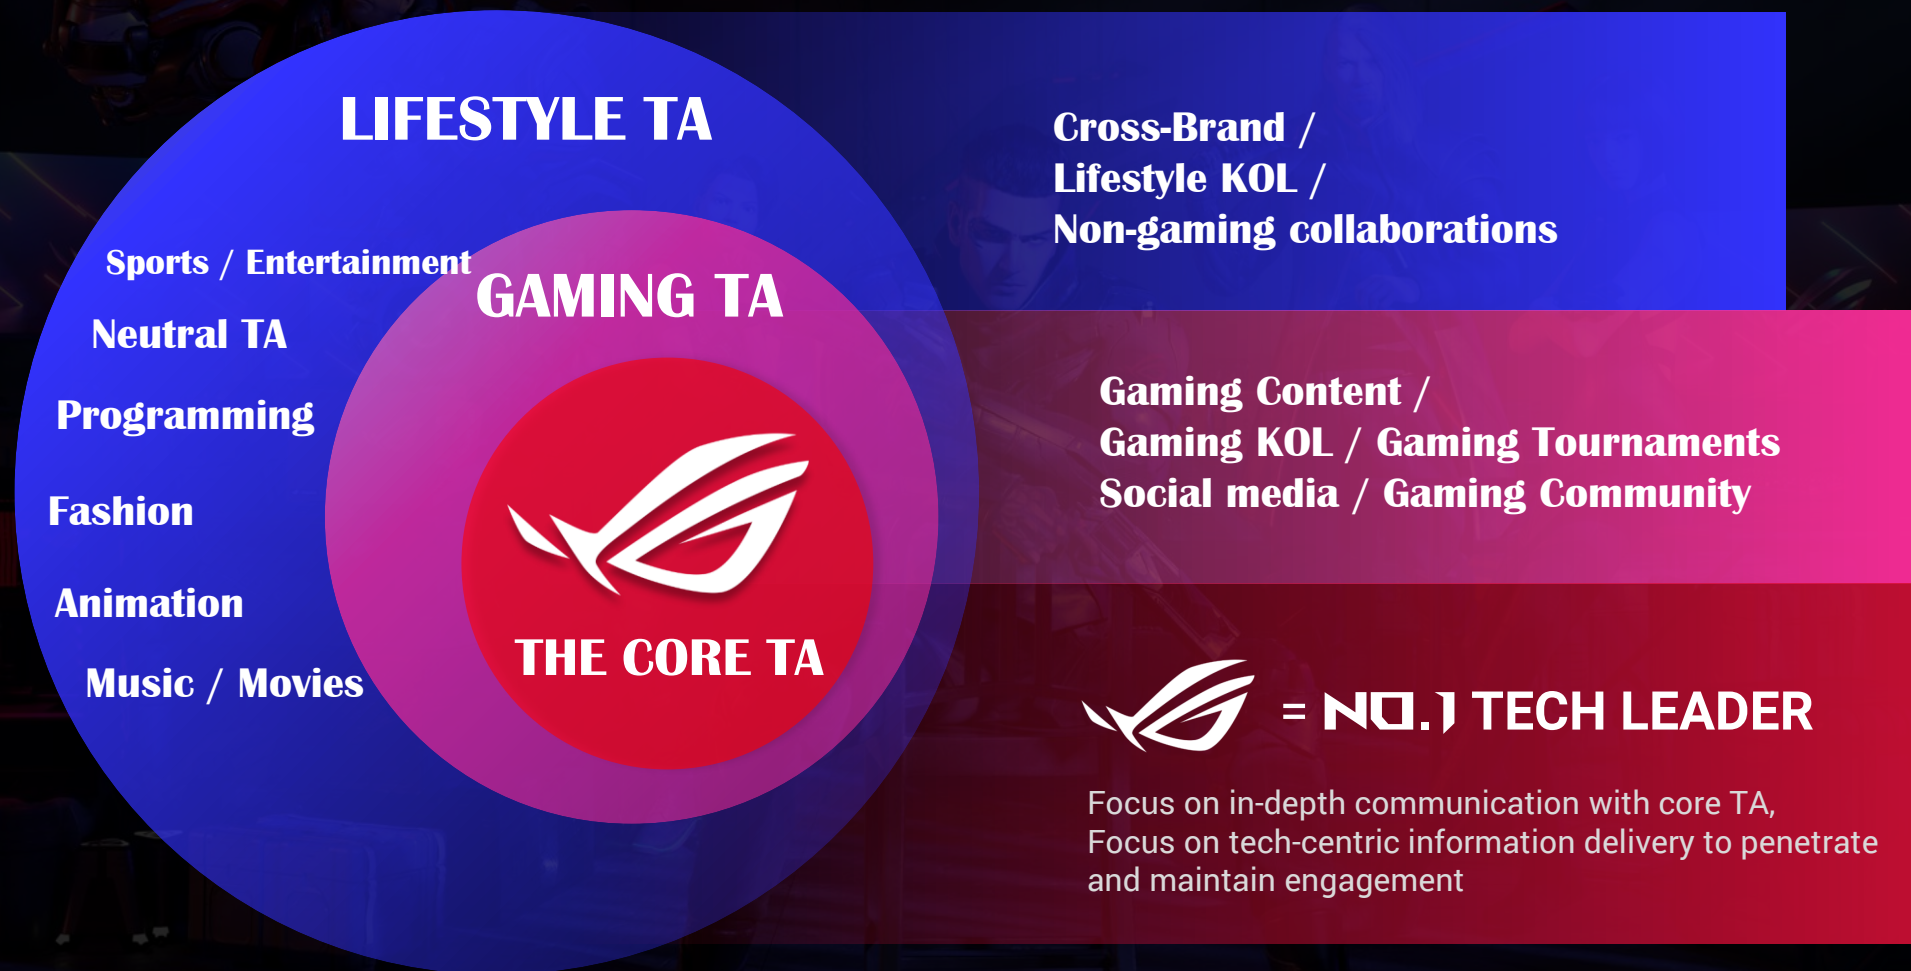 LIFESTYLE TA
Sports / Entertainment
Neutral TA
Programming
Fashion
Animation
Music / Movies
GAMING TA
THE CORE TA
Cross-Brand /
Lifestyle KOL /
Non-gaming collaborations
Gaming Content /
Gaming KOL / Gaming Tournaments
Social media / Gaming Community
= NO.1 TECH LEADER
Focus on in-depth communication with core TA,
Focus on tech-centric information delivery to penetrate
and maintain engagement